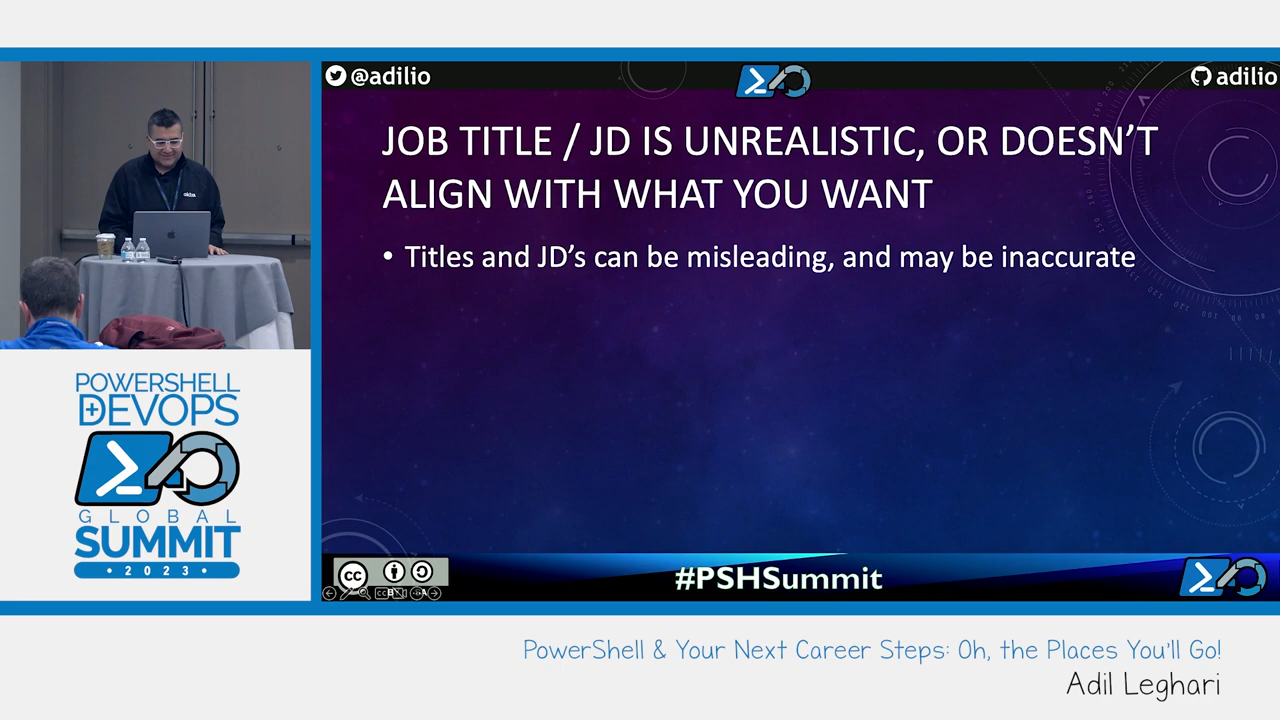 @adilio
adilio
JOB TITLE / JD IS UNREALISTIC, OR DOESN'T
ALIGN WITH WHAT YOU WANT
• Titles and JD's can be misleading, and may be inaccurate
okta
POWERSHELL
+DEVOPS
GLOBAL
SUMMIT
• 2023 •
cc
#PSHSummit
PowerShell & Your Next Career Steps: Oh, the Places You'll Go!
Adil Leghari